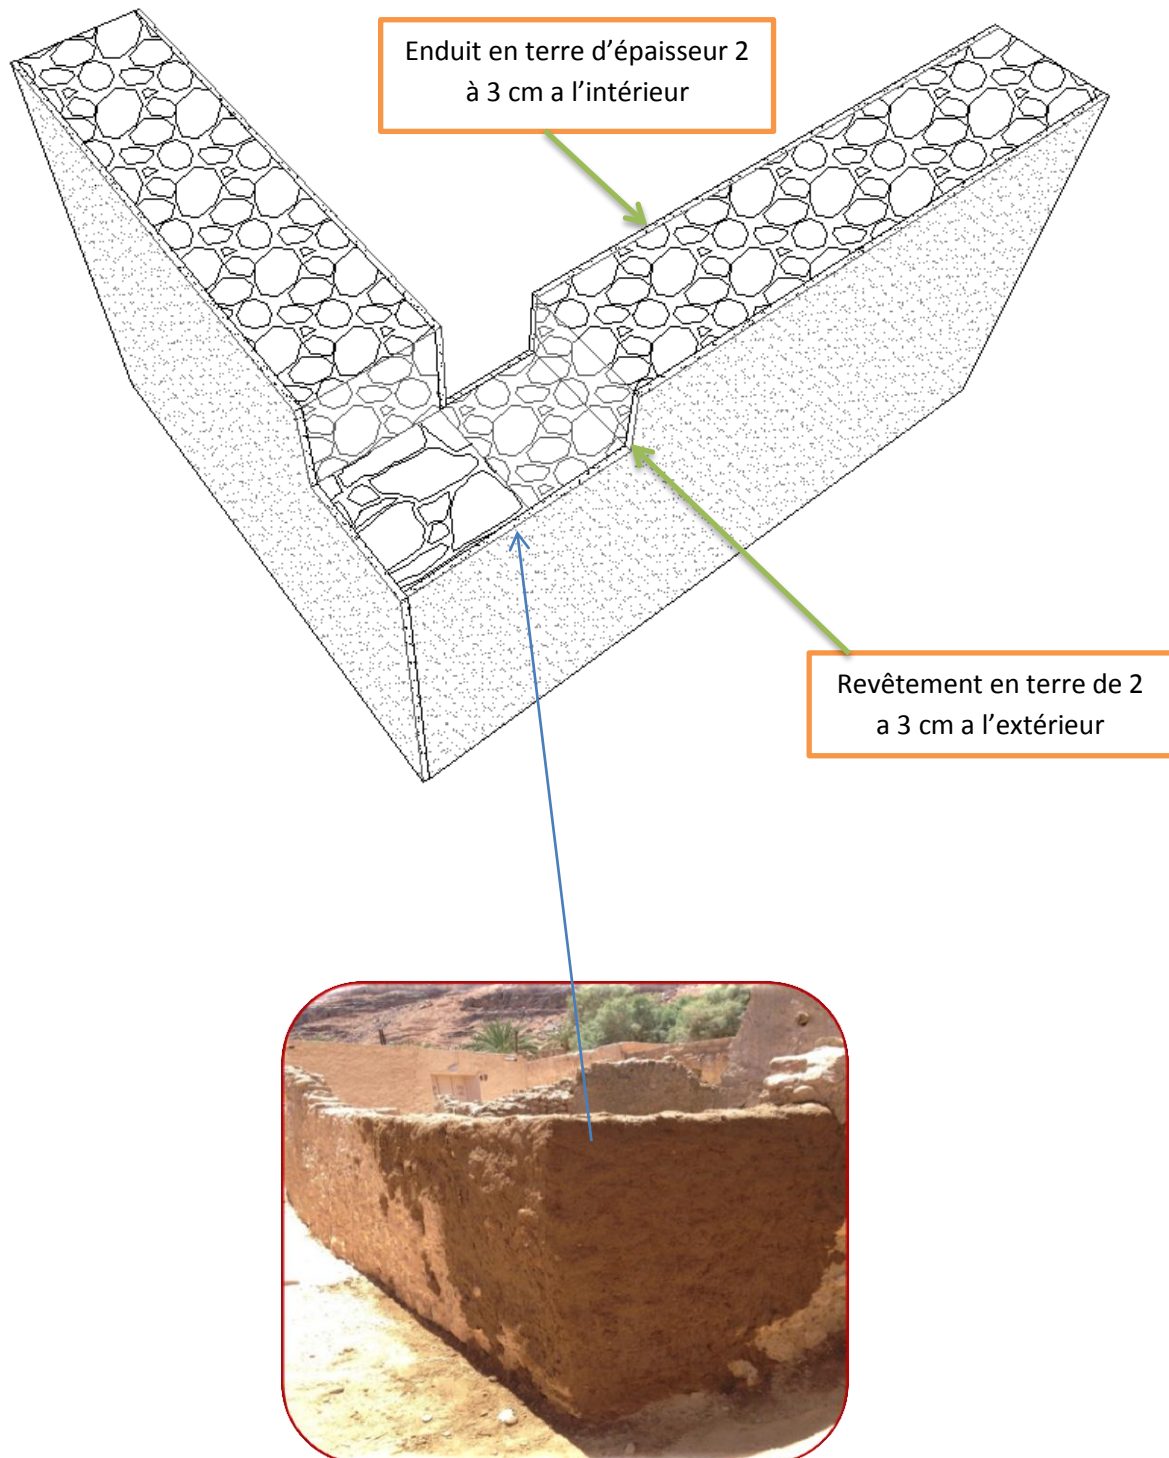 Enduit en terre d’épaisseur 2
à 3 cm a l’intérieur
Revêtement en terre de 2
a 3 cm a l’extérieur